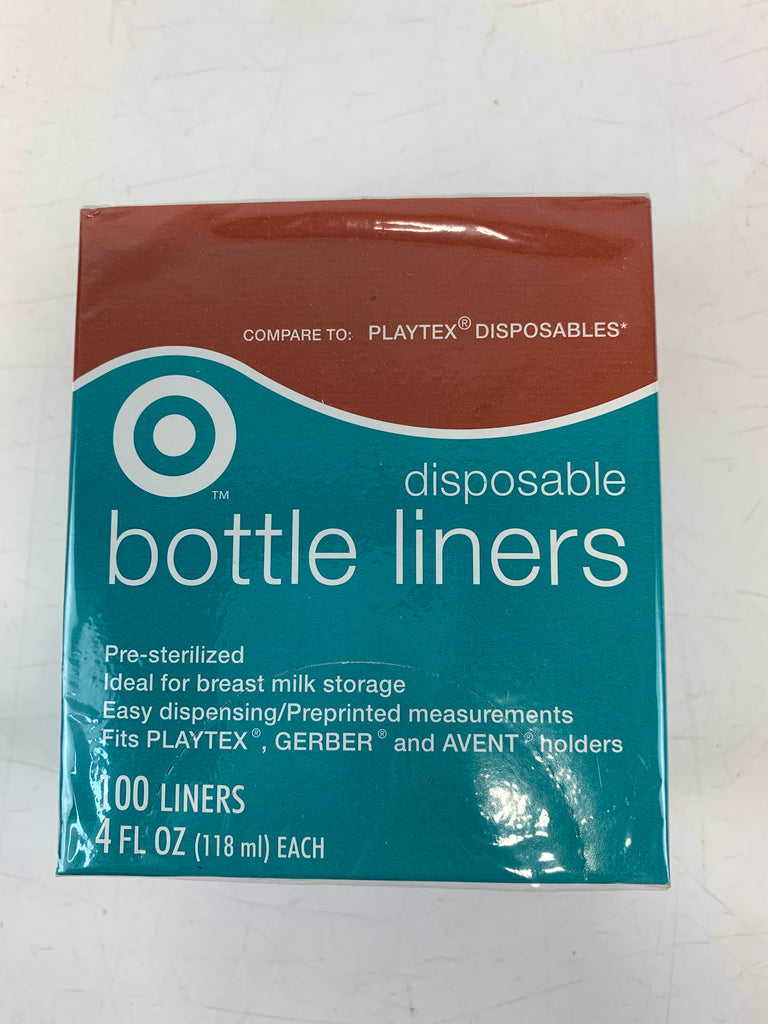 COMPARE TO: PLAYTEX® DISPOSABLES*
TM
disposable
bottle liners
Pre-sterilized
Ideal for breast milk storage
Easy dispensing/Preprinted measurements
Fits PLAYTEX®, GERBER® and AVENT® holders
100 LINERS
4 FL OZ (118 ml) EACH